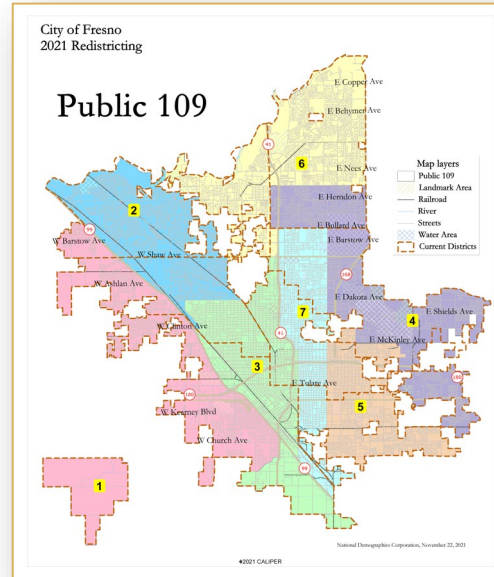 City of Fresno
2021 Redistricting
Public 109
E Copper Ave
E Behymer Ave
41
6
E Nees Ave
Map layers
Public 109
Landmark Area
Railroad
River
Streets
Water Area
Current Districts
E Herndon Ave
2
99
E Bullard Ave
W Barstow Ave
E Barstow Ave
W Shaw Ave
168
W Ashlan Ave
E Dakota Ave
7
E Shields Ave
4
W Clinton Ave
41
E McKinley Ave
3
180
E Tulare Ave
180
5
W Kearney Blvd
W Church Ave
99
1
National Demographics Corporation, November 22, 2021
©2021 CALIPER